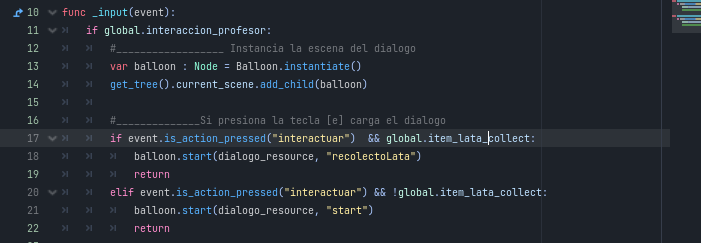 10 func _input(event):
11 if global.interaccion_profesor:
12 #__________________ Instancia la escena del dialogo
13 var balloon : Node = Balloon.instantiate()
14 get_tree().current_scene.add_child(balloon)
15
16 #______________Si presiona la tecla [e] carga el dialogo
17 if event.is_action_pressed("interactuar")  && global.item_lata_collect:
18 balloon.start(dialogo_resource, "recolectoLata")
19 return
20 elif event.is_action_pressed("interactuar") && !global.item_lata_collect:
21 balloon.start(dialogo_resource, "start")
22 return